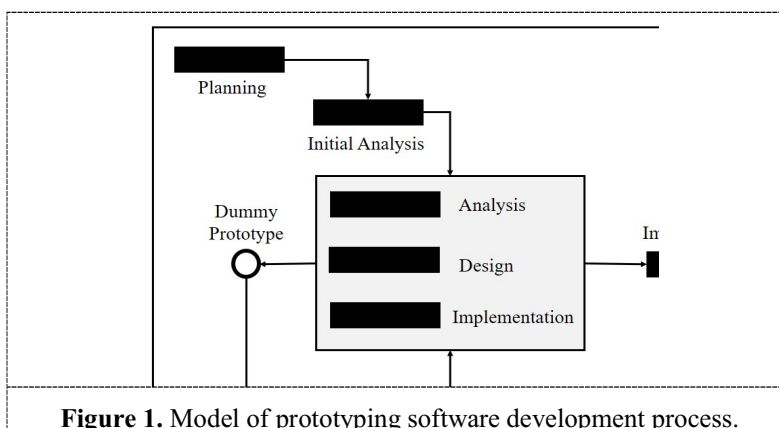 Planning
Initial Analysis
Dummy
Prototype
Analysis
Design
Implementation
Figure 1. Model of prototyping software development process.